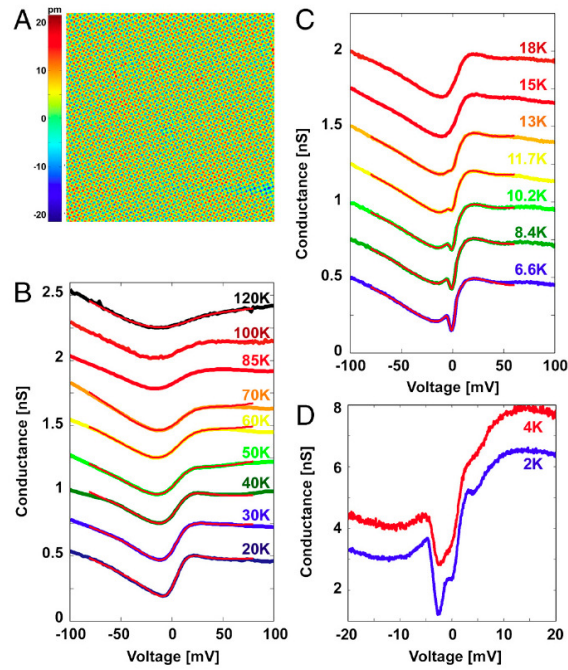 A
pm
20
10
0
-10
-20
B
Conductance [nS]
2.5
2
1.5
1
0.5
0
120K
100K
85K
70K
60K
50K
40K
30K
20K
-100 -50 0 50 100
Voltage [mV]
C
Conductance [nS]
2
1.5
1
0.5
0
18K
15K
13K
11.7K
10.2K
8.4K
6.6K
-100 -50 0 50 100
Voltage [mV]
D
Conductance [nS]
8
6
4
2
4K
2K
-20 -10 0 10 20
Voltage [mV]